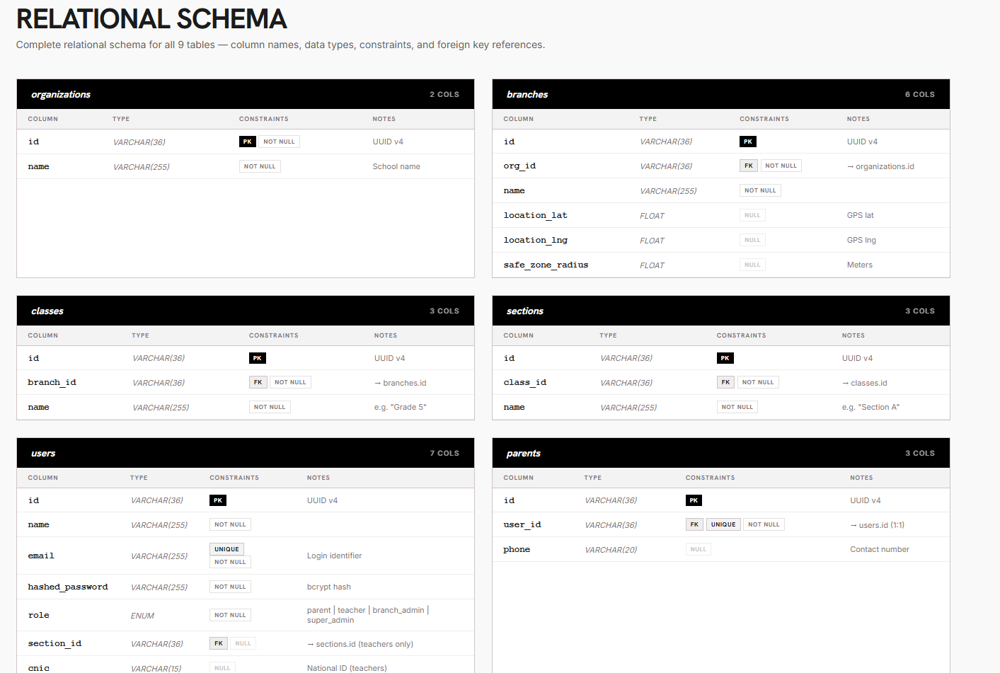 RELATIONAL SCHEMA
Complete relational schema for all 9 tables — column names, data types, constraints, and foreign key references.
organizations 2 COLS
COLUMN TYPE CONSTRAINTS NOTES
id VARCHAR(36) PK NOT NULL UUID v4
name VARCHAR(255) NOT NULL School name
branches 6 COLS
COLUMN TYPE CONSTRAINTS NOTES
id VARCHAR(36) PK UUID v4
org_id VARCHAR(36) FK NOT NULL → organizations.id
name VARCHAR(255) NOT NULL
location_lat FLOAT NULL GPS lat
location_lng FLOAT NULL GPS lng
safe_zone_radius FLOAT NULL Meters
classes 3 COLS
COLUMN TYPE CONSTRAINTS NOTES
id VARCHAR(36) PK UUID v4
branch_id VARCHAR(36) FK NOT NULL → branches.id
name VARCHAR(255) NOT NULL e.g. "Grade 5"
sections 3 COLS
COLUMN TYPE CONSTRAINTS NOTES
id VARCHAR(36) PK UUID v4
class_id VARCHAR(36) FK NOT NULL → classes.id
name VARCHAR(255) NOT NULL e.g. "Section A"
users 7 COLS
COLUMN TYPE CONSTRAINTS NOTES
id VARCHAR(36) PK UUID v4
name VARCHAR(255) NOT NULL
email VARCHAR(255) UNIQUE NOT NULL Login identifier
hashed_password VARCHAR(255) NOT NULL bcrypt hash
role ENUM NOT NULL parent | teacher | branch_admin |
super_admin
section_id VARCHAR(36) FK NULL → sections.id (teachers only)
cnic VARCHAR(15) NULL National ID (teachers)
parents 3 COLS
COLUMN TYPE CONSTRAINTS NOTES
id VARCHAR(36) PK UUID v4
user_id VARCHAR(36) FK UNIQUE NOT NULL → users.id (1:1)
phone VARCHAR(20) NULL Contact number